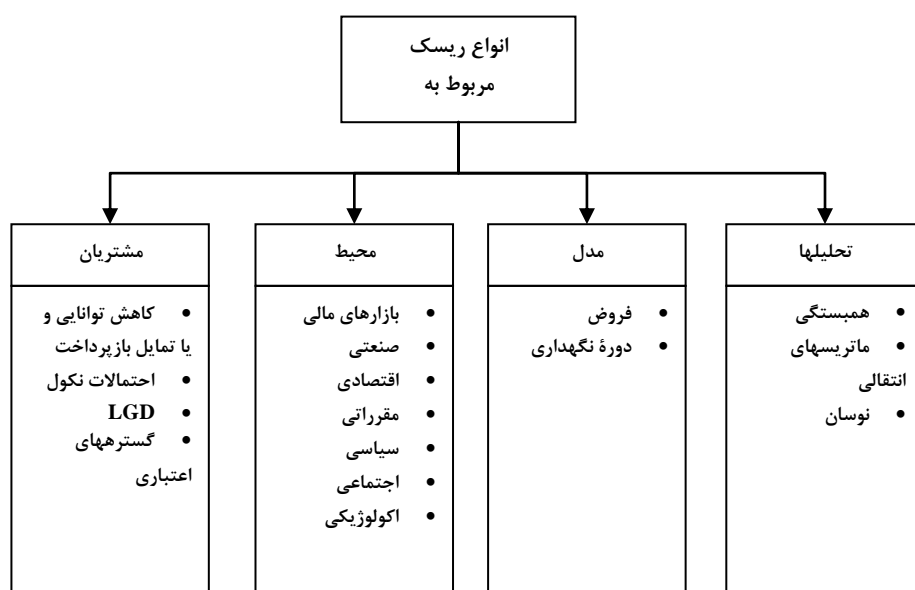 انواع ریسک
مربوط به
تحلیلها
• همبستگی
• ماتریسهای
انتقالی
• نوسان
مدل
• فروض
• دورهٔ نگهداری
محیط
• بازارهای مالی
• صنعتی
• اقتصادی
• مقرراتی
• سیاسی
• اجتماعی
• اکولوژیکی
مشتریان
• کاهش توانایی و
یا تمایل بازپرداخت
• احتمالات نکول
• LGD
• گسترههای
اعتباری